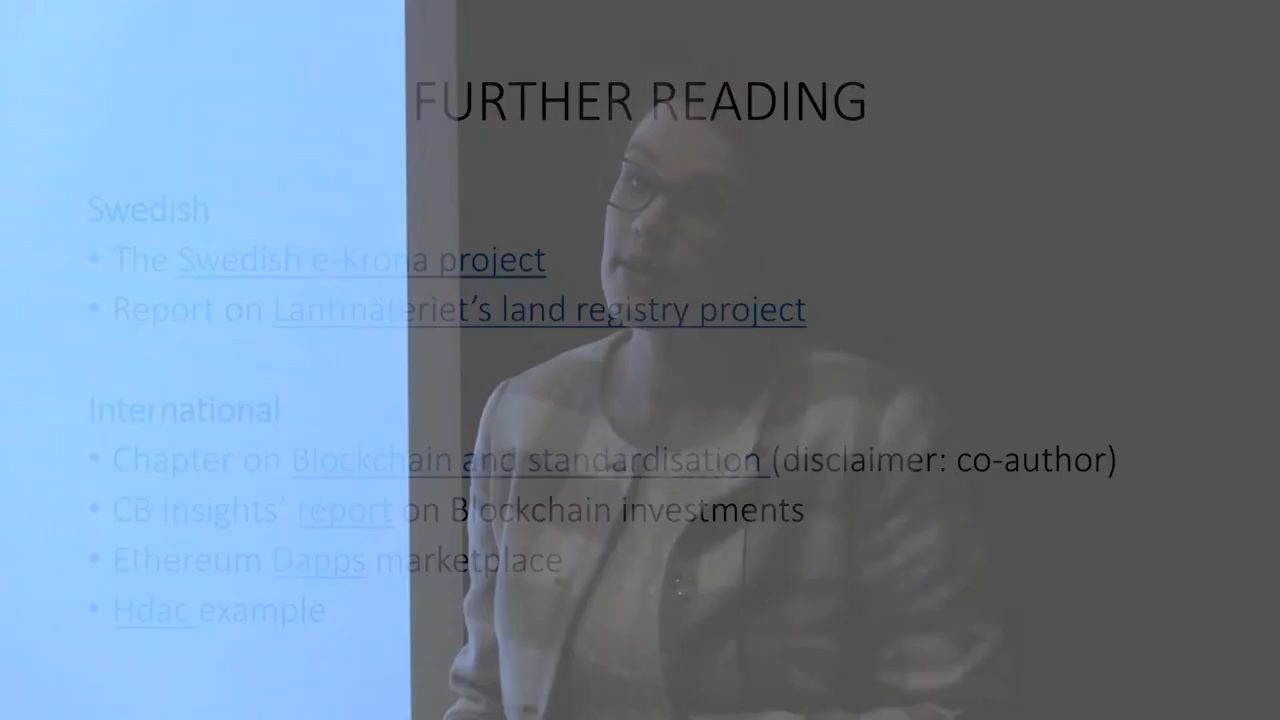 FURTHER READING
Swedish
• The Swedish e-Krona project
• Report on Lantmäteriet’s land registry project
International
• Chapter on Blockchain and standardisation (disclaimer: co-author)
• CB Insights’ report on Blockchain investments
• Ethereum Dapps marketplace
• Hdac example